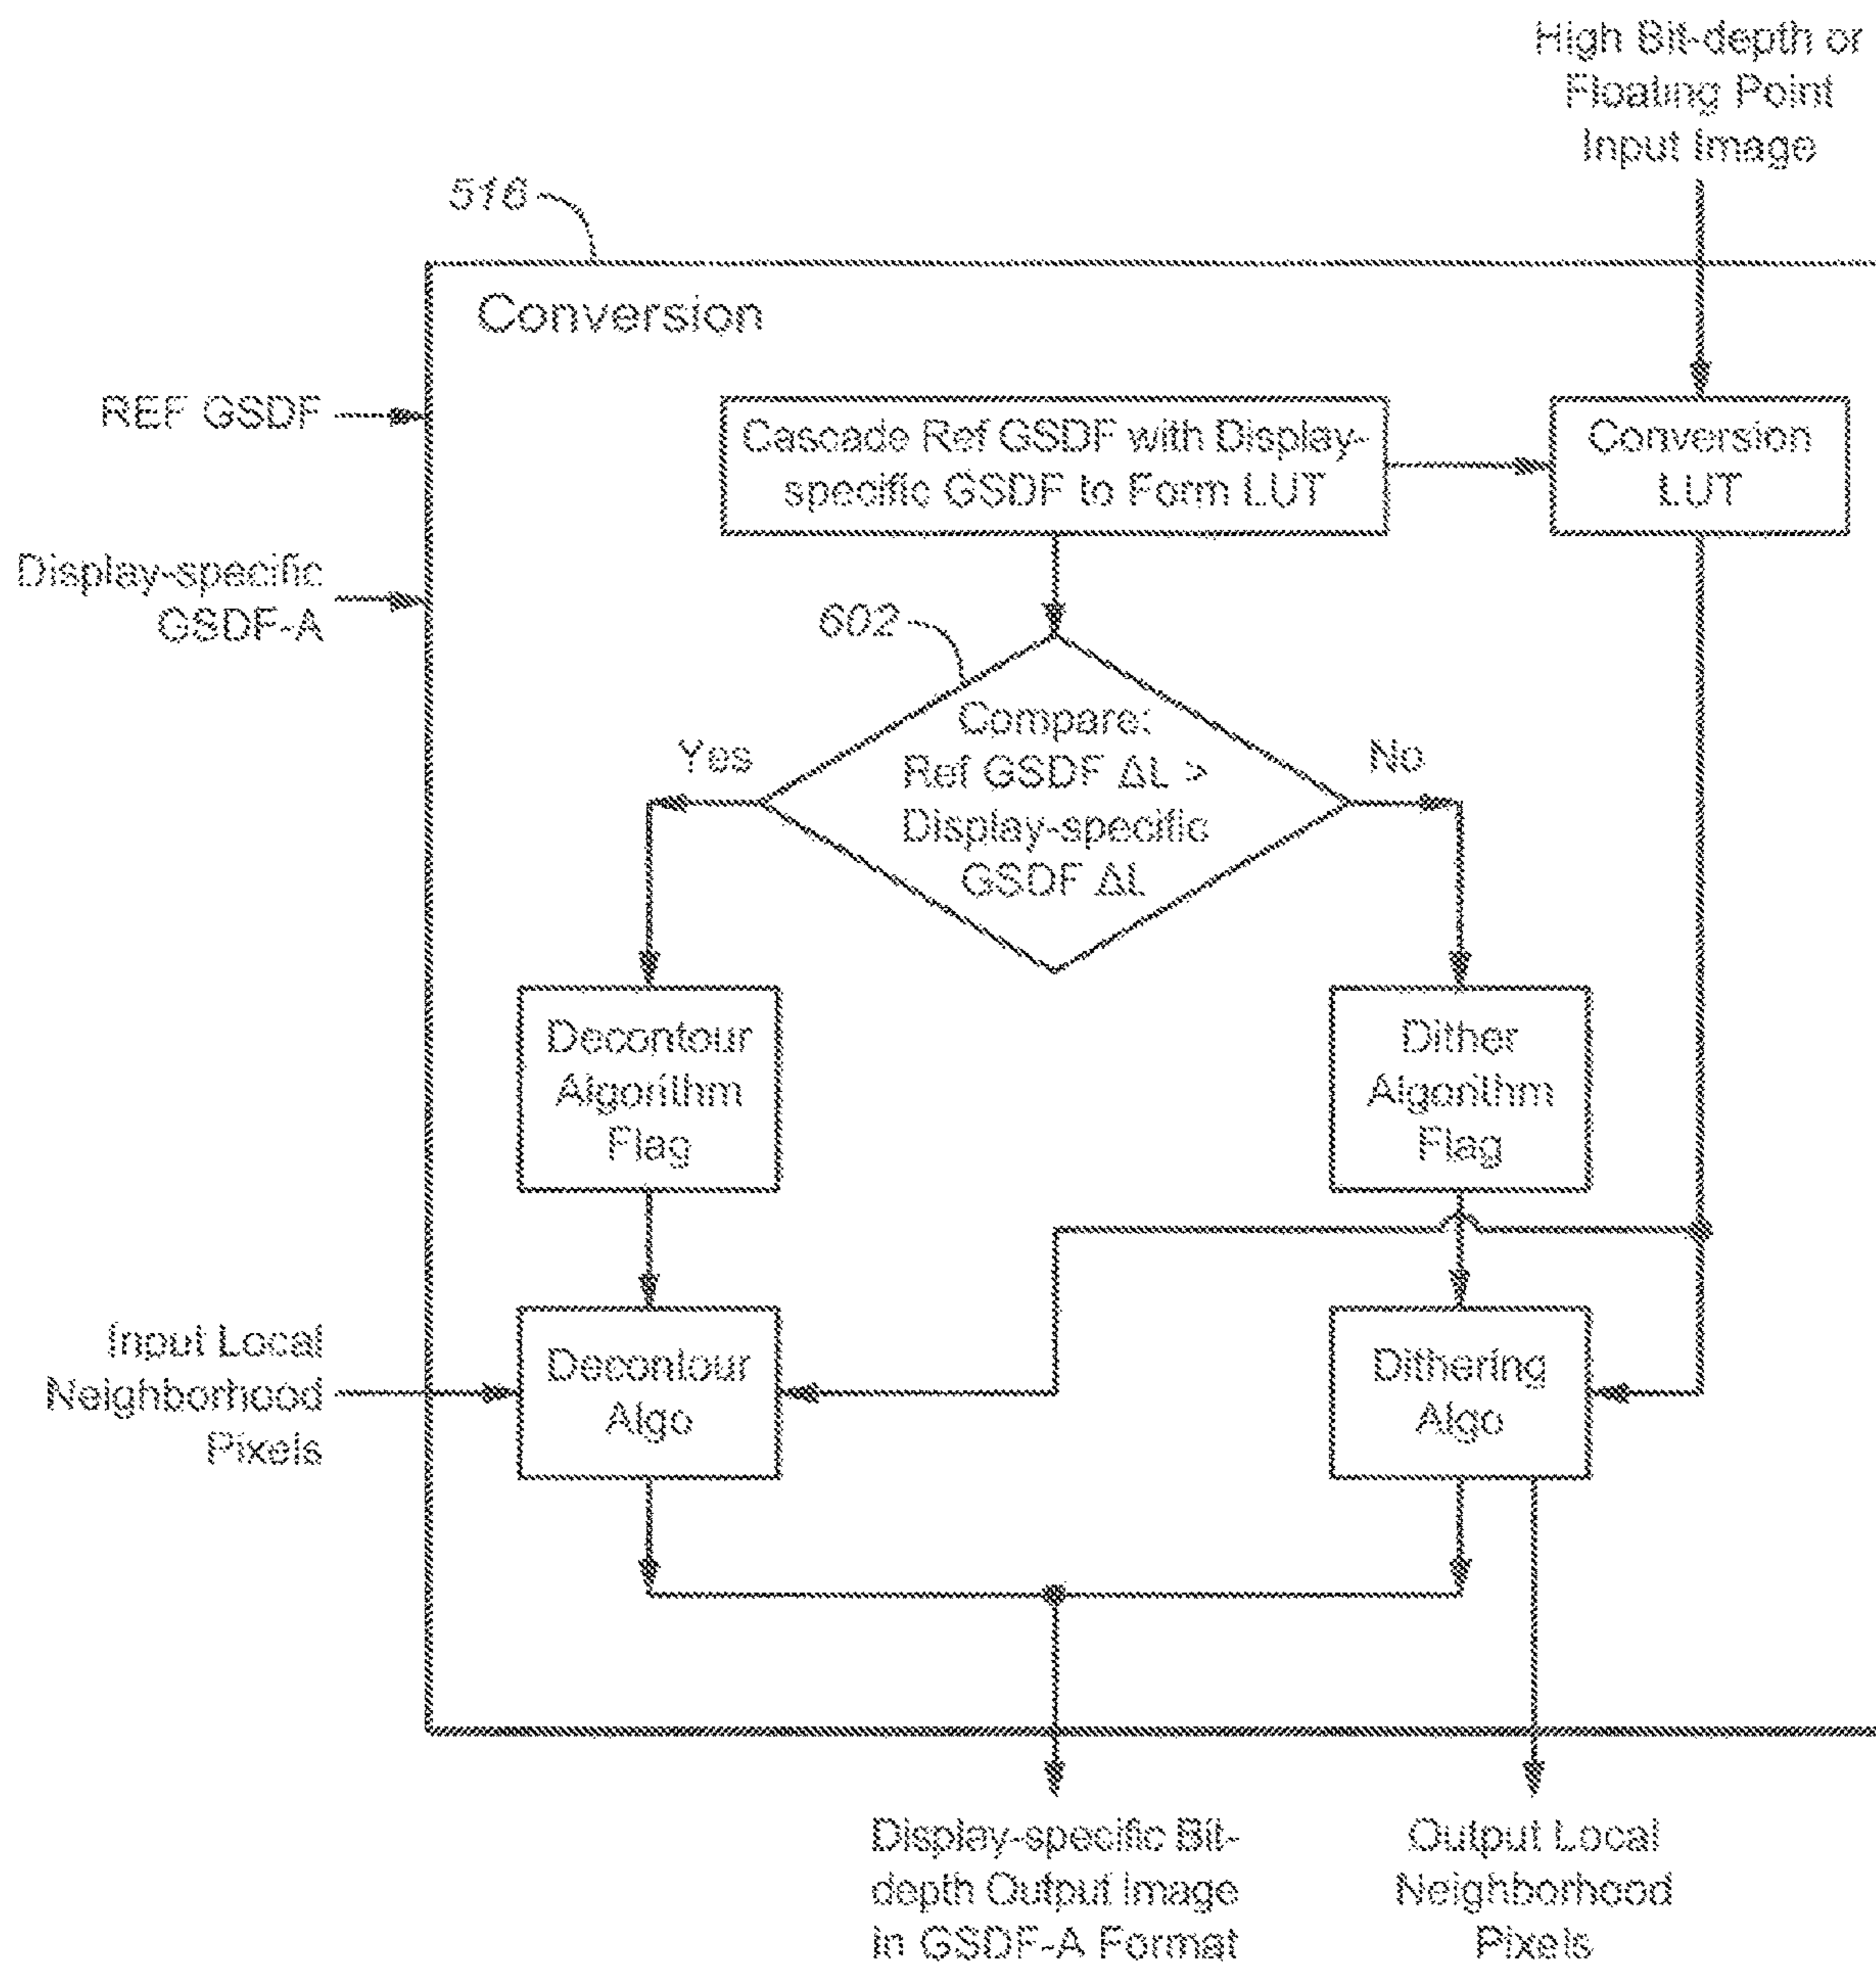 High Bit-depth or
Floating Point
Input Image
516
Conversion
REF GSDF
Cascade Ref GSDF with Display-
specific GSDF to Form LUT
Conversion
LUT
Display-specific
GSDF-A
602
Compare:
Ref GSDF ΔL >
Display-specific
GSDF ΔL
Yes
No
Decontour
Algorithm
Flag
Dither
Algorithm
Flag
Input Local
Neighborhood
Pixels
Decontour
Algo
Dithering
Algo
Display-specific Bit-
depth Output Image
in GSDF-A Format
Output Local
Neighborhood
Pixels